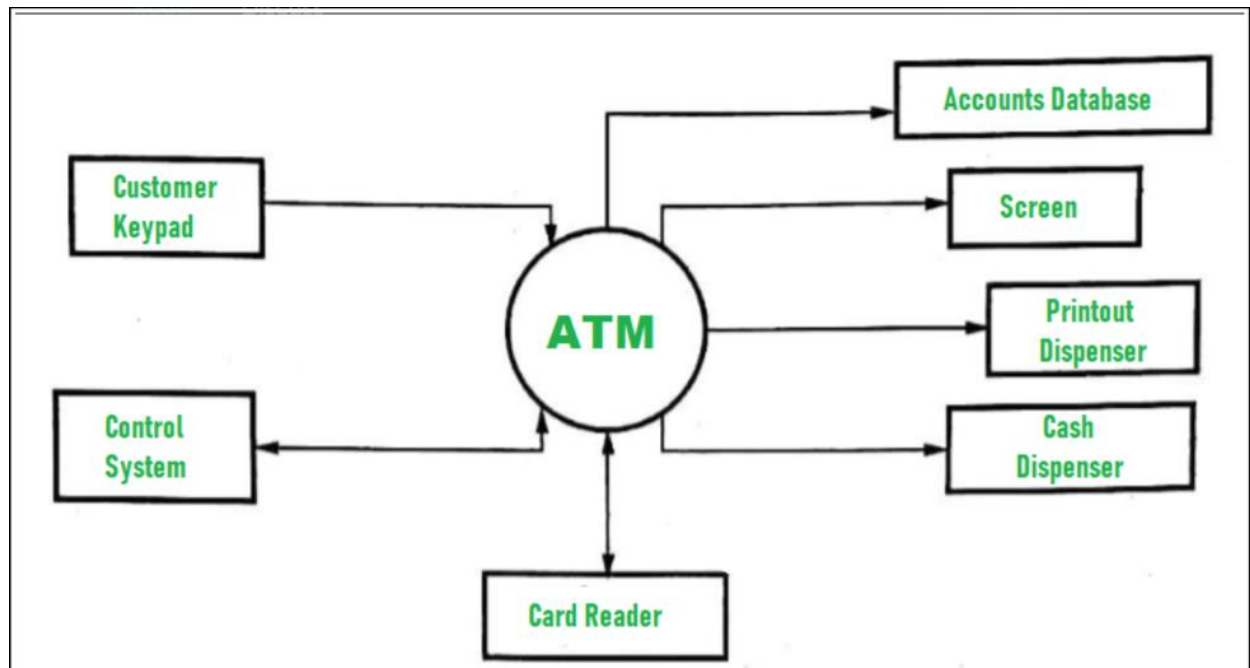 Accounts Database
Customer
Keypad
Screen
ATM
Printout
Dispenser
Control
System
Cash
Dispenser
Card Reader